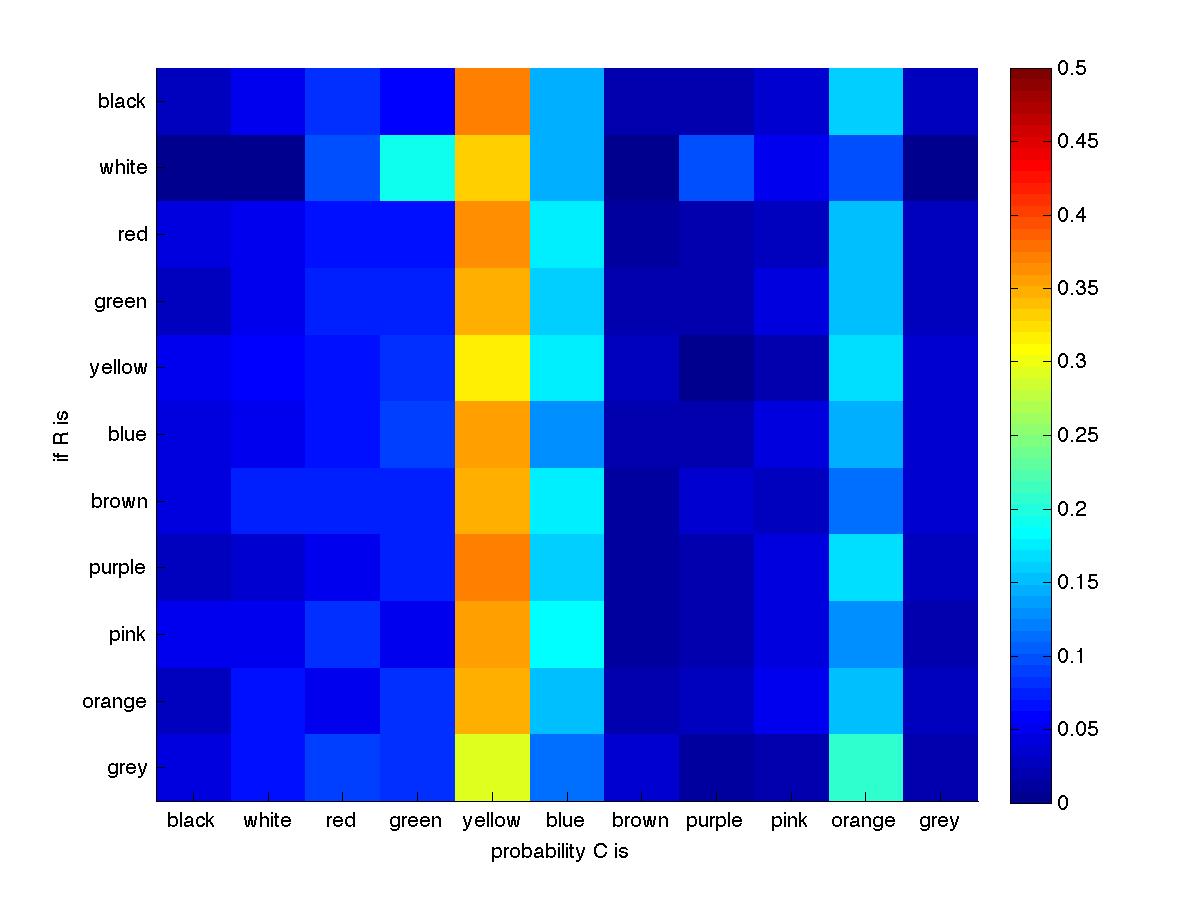 black
white
red
green
yellow
blue
brown
purple
pink
orange
grey
if R is
black white red green yellow blue brown purple pink orange grey
probability C is
0.5
0.45
0.4
0.35
0.3
0.25
0.2
0.15
0.1
0.05
0